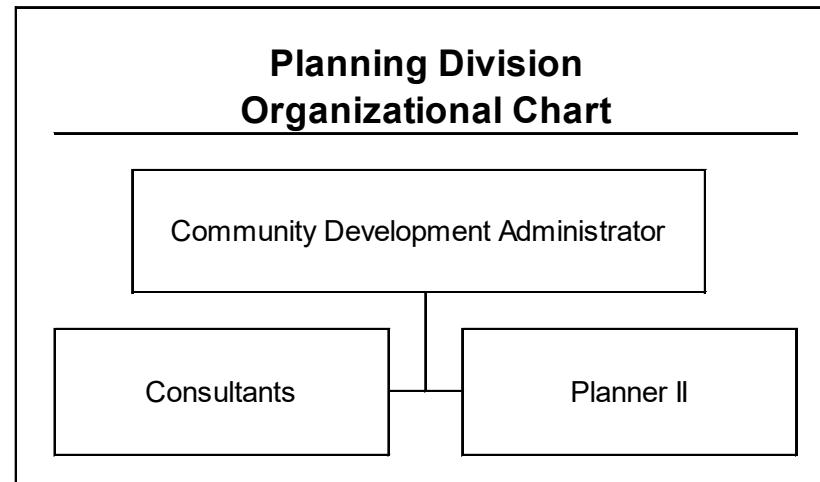 Planning Division
Organizational Chart
Community Development Administrator
Consultants
Planner II